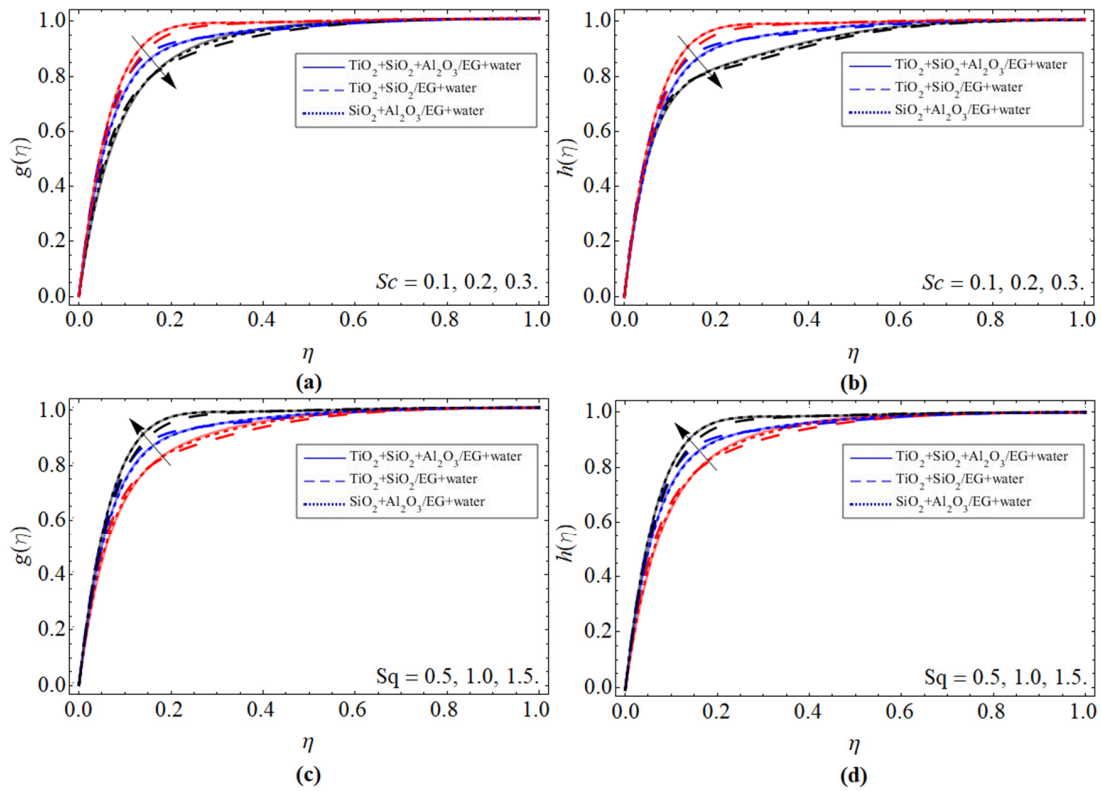 g(η)
1.0
0.8
0.6
0.4
0.2
0.0
TiO2+SiO2+Al2O3/EG+water
TiO2+SiO2/EG+water
SiO2+Al2O3/EG+water
Sc = 0.1, 0.2, 0.3.
0.0 0.2 0.4 0.6 0.8 1.0
η
(a)
h(η)
1.0
0.8
0.6
0.4
0.2
0.0
TiO2+SiO2+Al2O3/EG+water
TiO2+SiO2/EG+water
SiO2+Al2O3/EG+water
Sc = 0.1, 0.2, 0.3.
0.0 0.2 0.4 0.6 0.8 1.0
η
(b)
g(η)
1.0
0.8
0.6
0.4
0.2
0.0
TiO2+SiO2+Al2O3/EG+water
TiO2+SiO2/EG+water
SiO2+Al2O3/EG+water
Sq = 0.5, 1.0, 1.5.
0.0 0.2 0.4 0.6 0.8 1.0
η
(c)
h(η)
1.0
0.8
0.6
0.4
0.2
0.0
TiO2+SiO2+Al2O3/EG+water
TiO2+SiO2/EG+water
SiO2+Al2O3/EG+water
Sq = 0.5, 1.0, 1.5.
0.0 0.2 0.4 0.6 0.8 1.0
η
(d)